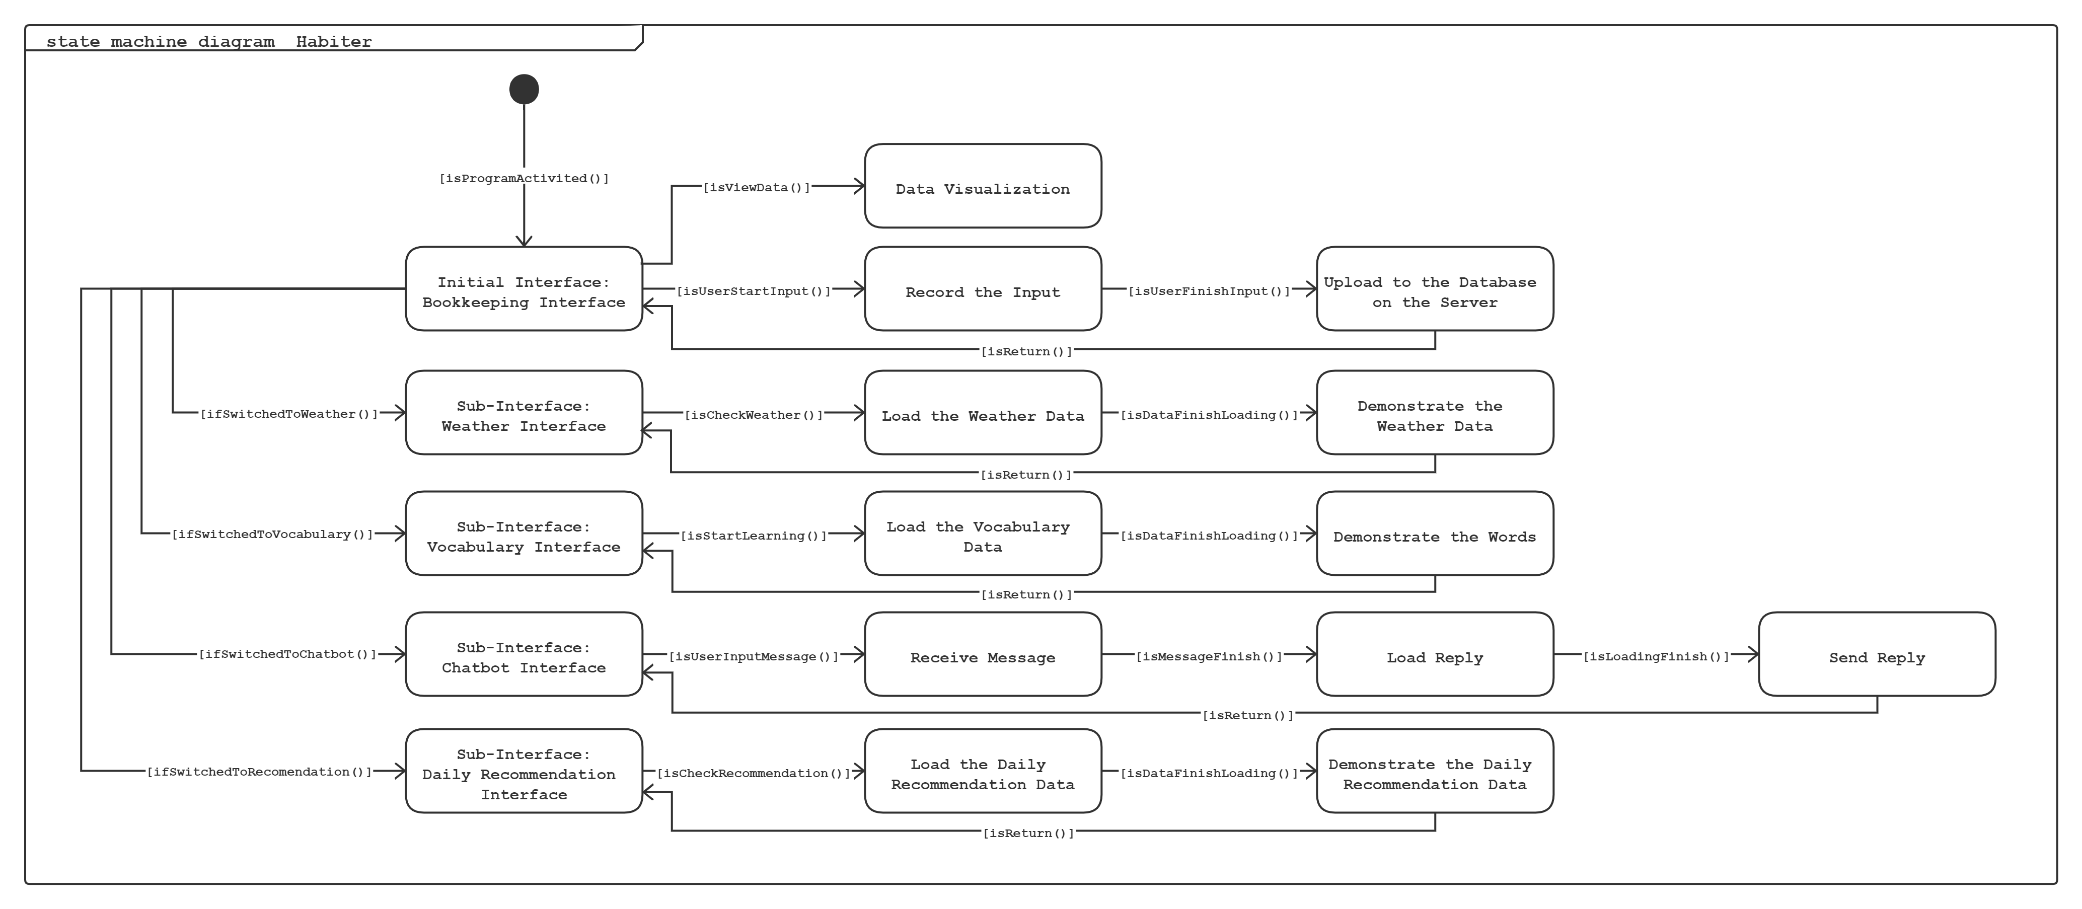 state machine diagram  Habiter
[isProgramActivited()]
[isViewData()]
Data Visualization
Initial Interface:
Bookkeeping Interface
[isUserStartInput()]
Record the Input
[isUserFinishInput()]
Upload to the Database
on the Server
[isReturn()]
[ifSwitchedToWeather()]
Sub-Interface:
Weather Interface
[isCheckWeather()]
Load the Weather Data
[isDataFinishLoading()]
Demonstrate the
Weather Data
[isReturn()]
[ifSwitchedToVocabulary()]
Sub-Interface:
Vocabulary Interface
[isStartLearning()]
Load the Vocabulary
Data
[isDataFinishLoading()]
Demonstrate the Words
[isReturn()]
[ifSwitchedToChatbot()]
Sub-Interface:
Chatbot Interface
[isUserInputMessage()]
Receive Message
[isMessageFinish()]
Load Reply
[isLoadingFinish()]
Send Reply
[isReturn()]
[ifSwitchedToRecomendation()]
Sub-Interface:
Daily Recommendation
Interface
[isCheckRecommendation()]
Load the Daily
Recommendation Data
[isDataFinishLoading()]
Demonstrate the Daily
Recommendation Data
[isReturn()]